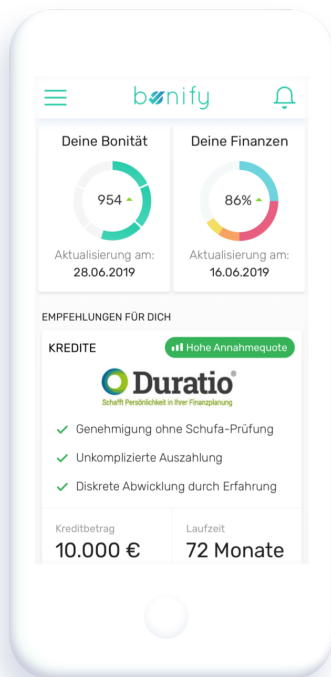 bonify
Deine Bonität
954
Aktualisierung am:
28.06.2019
Deine Finanzen
86%
Aktualisierung am:
16.06.2019
EMPFEHLUNGEN FÜR DICH
KREDITE
Hohe Annahmequote
Duratio®
Schafft Persönlichkeit in Ihrer Finanzplanung
Genehmigung ohne Schufa-Prüfung
Unkomplizierte Auszahlung
Diskrete Abwicklung durch Erfahrung
Kreditbetrag
10.000 €
Laufzeit
72 Monate